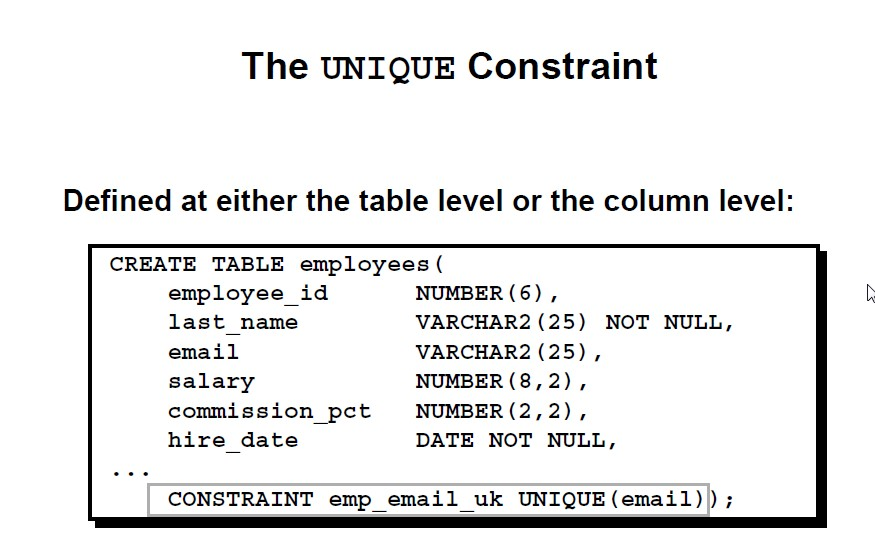 The UNIQUE Constraint
Defined at either the table level or the column level:
CREATE TABLE employees(
employee_id NUMBER(6),
last_name VARCHAR2(25) NOT NULL,
email VARCHAR2(25),
salary NUMBER(8,2),
commission_pct NUMBER(2,2),
hire_date DATE NOT NULL,
...
CONSTRAINT emp_email_uk UNIQUE(email));